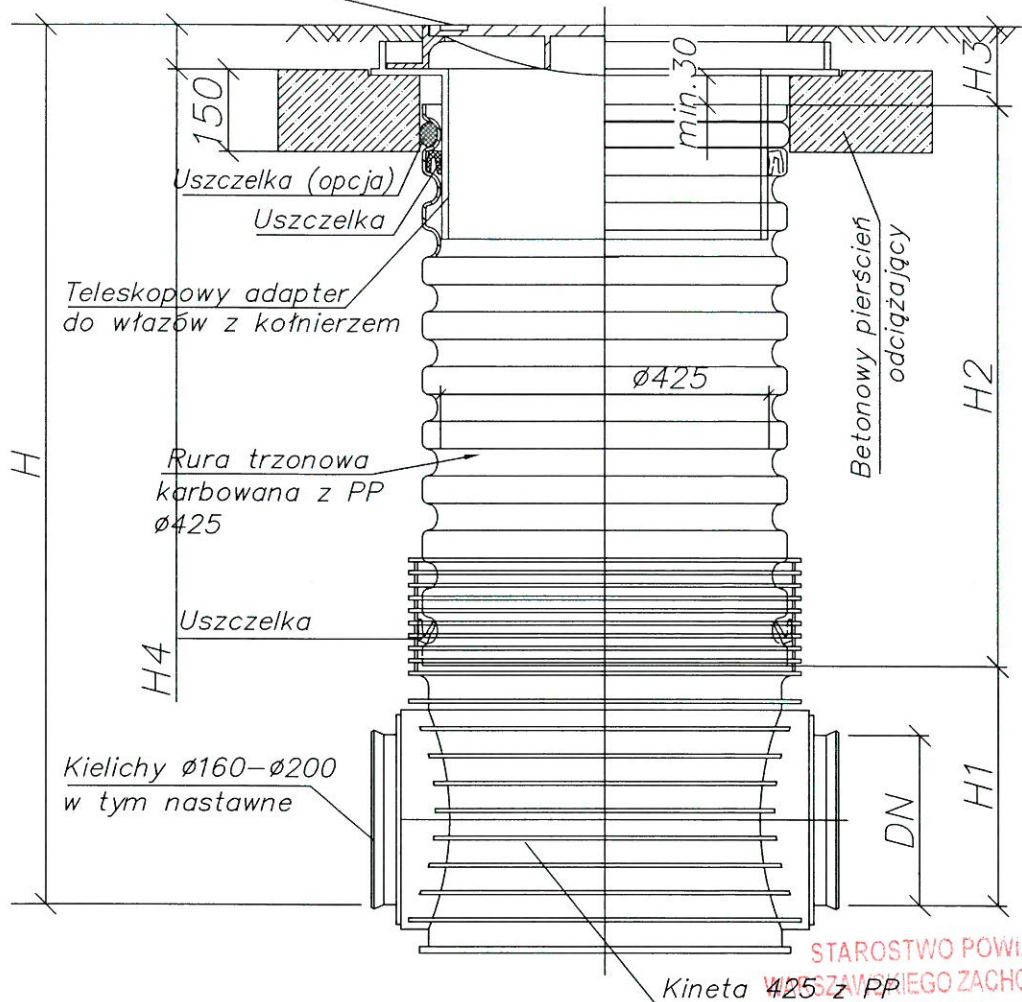 H3
min.30
150
Uszczelka (opcja)
Uszczelka
Teleskopowy adapter
do włazów z kołnierzem
Betonowy pierścień
odciążający
ø425
H2
H
Rura trzonowa
karbowana z PP
ø425
Uszczelka
H4
Kielichy ø160–ø200
w tym nastawne
DN
H1
STAROSTWO
WARSZAWSKIEGO
Kineta 425 z PP